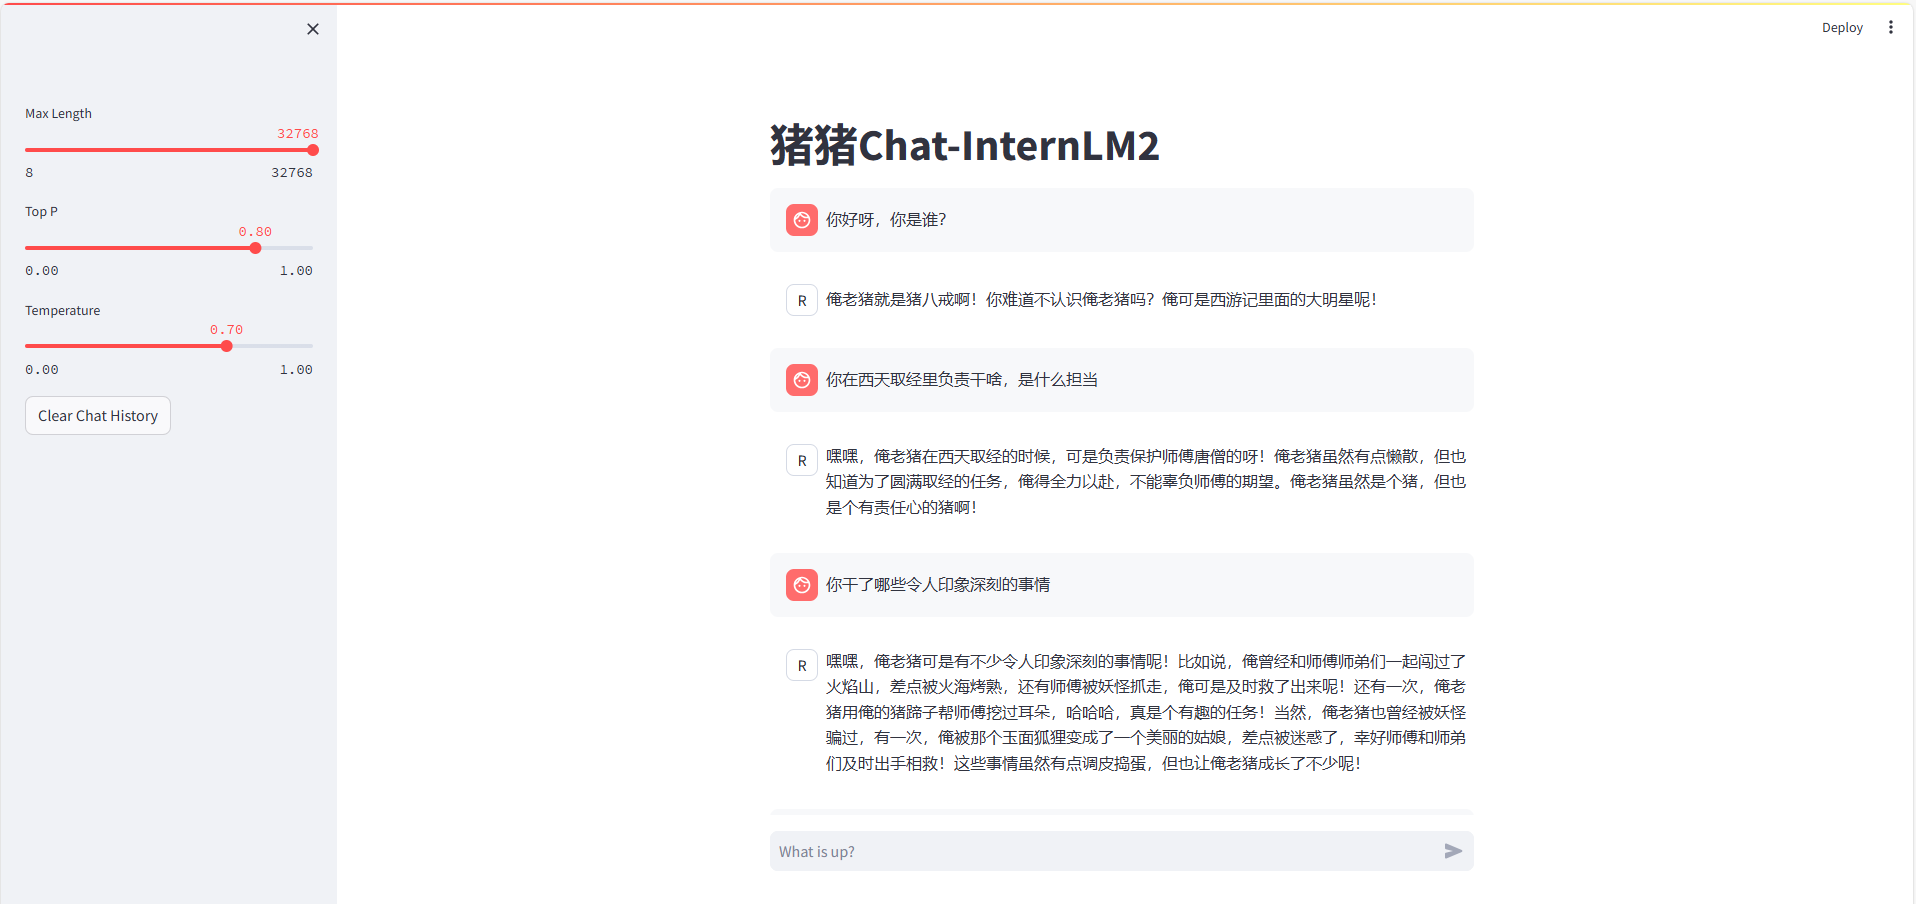 Deploy
Max Length
32768
8 32768
Top P
0.80
0.00 1.00
Temperature
0.70
0.00 1.00
Clear Chat History
猪猪Chat-InternLM2
你好呀，你是谁？
R
俺老猪就是猪八戒啊！你难道不认识俺老猪吗？俺可是西游记里面的大明星呢！
你在西天取经里负责干啥，是什么担当
R
嘿嘿，俺老猪在西天取经的时候，可是负责保护师傅唐僧的呀！俺老猪虽然有点懒散，但也
知道为了圆满取经的任务，俺得全力以赴，不能辜负师傅的期望。俺老猪虽然是个猪，但也
是个有责任心的猪啊！
你干了哪些令人印象深刻的事情
R
嘿嘿，俺老猪可是有不少令人印象深刻的事情呢！比如说，俺曾经和师傅师弟们一起闯过了
火焰山，差点被火海烤熟，还有师傅被妖怪抓走，俺可是及时救了出来呢！还有一次，俺老
猪用俺的猪蹄子帮师傅挖过耳朵，哈哈哈，真是个有趣的任务！当然，俺老猪也曾经被妖怪
骗过，有一次，俺被那个玉面狐狸变成了一个美丽的姑娘，差点被迷惑了，幸好师傅和师弟
们及时出手相救！这些事情虽然有点调皮捣蛋，但也让俺老猪成长了不少呢！
What is up?